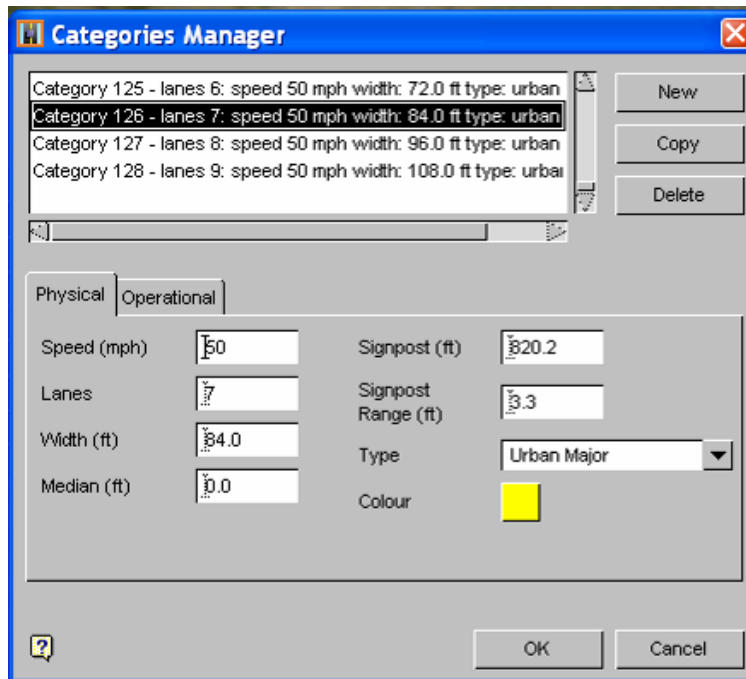 Categories Manager
Category 125 - lanes 6: speed 50 mph width: 72.0 ft type: urban
Category 126 - lanes 7: speed 50 mph width: 84.0 ft type: urban
Category 127 - lanes 8: speed 50 mph width: 96.0 ft type: urban
Category 128 - lanes 9: speed 50 mph width: 108.0 ft type: urban
New
Copy
Delete
Physical
Operational
Speed (mph) 50
Signpost (ft) 820.2
Lanes 7
Signpost
Range (ft) 3.3
Width (ft) 84.0
Type Urban Major
Median (ft) 0.0
Colour
?
OK
Cancel